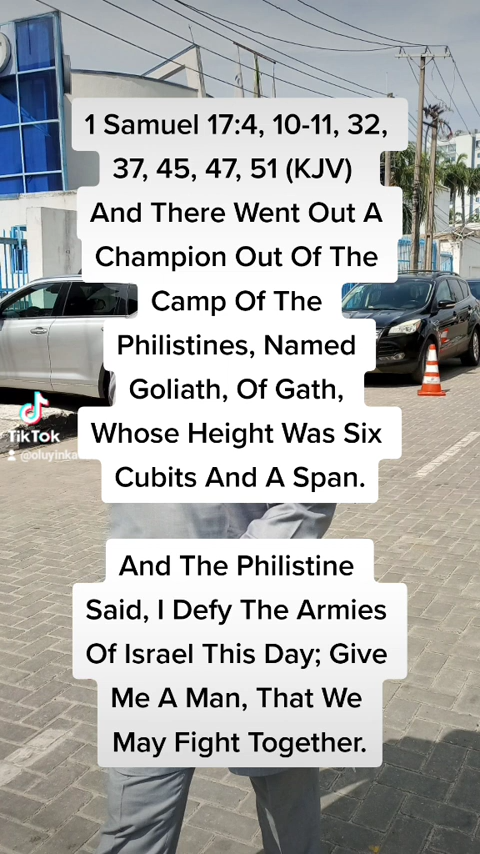 1 Samuel 17:4, 10-11, 32,
37, 45, 47, 51 (KJV)
And There Went Out A
Champion Out Of The
Camp Of The
Philistines, Named
Goliath, Of Gath,
Whose Height Was Six
Cubits And A Span.
And The Philistine
Said, I Defy The Armies
Of Israel This Day; Give
Me A Man, That We
May Fight Together.
TikTok